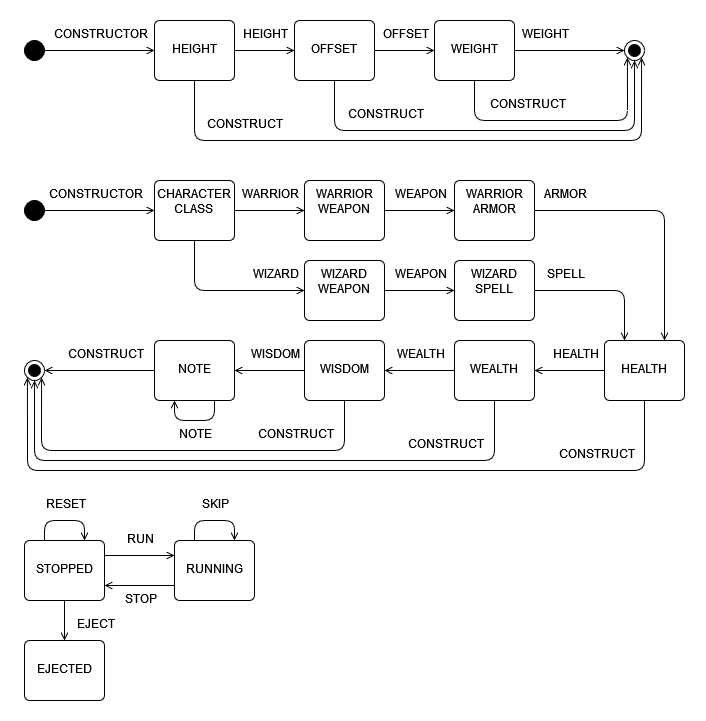 CONSTRUCTOR
HEIGHT
HEIGHT
OFFSET
OFFSET
WEIGHT
WEIGHT
CONSTRUCT
CONSTRUCT
CONSTRUCT
CONSTRUCTOR
CHARACTER
CLASS
WARRIOR
WARRIOR
WEAPON
WEAPON
WARRIOR
ARMOR
ARMOR
WIZARD
WIZARD
WEAPON
WEAPON
WIZARD
SPELL
SPELL
CONSTRUCT
NOTE
WISDOM
WISDOM
WEALTH
WEALTH
HEALTH
HEALTH
NOTE
CONSTRUCT
CONSTRUCT
CONSTRUCT
RESET
SKIP
STOPPED
RUN
RUNNING
STOP
EJECT
EJECTED